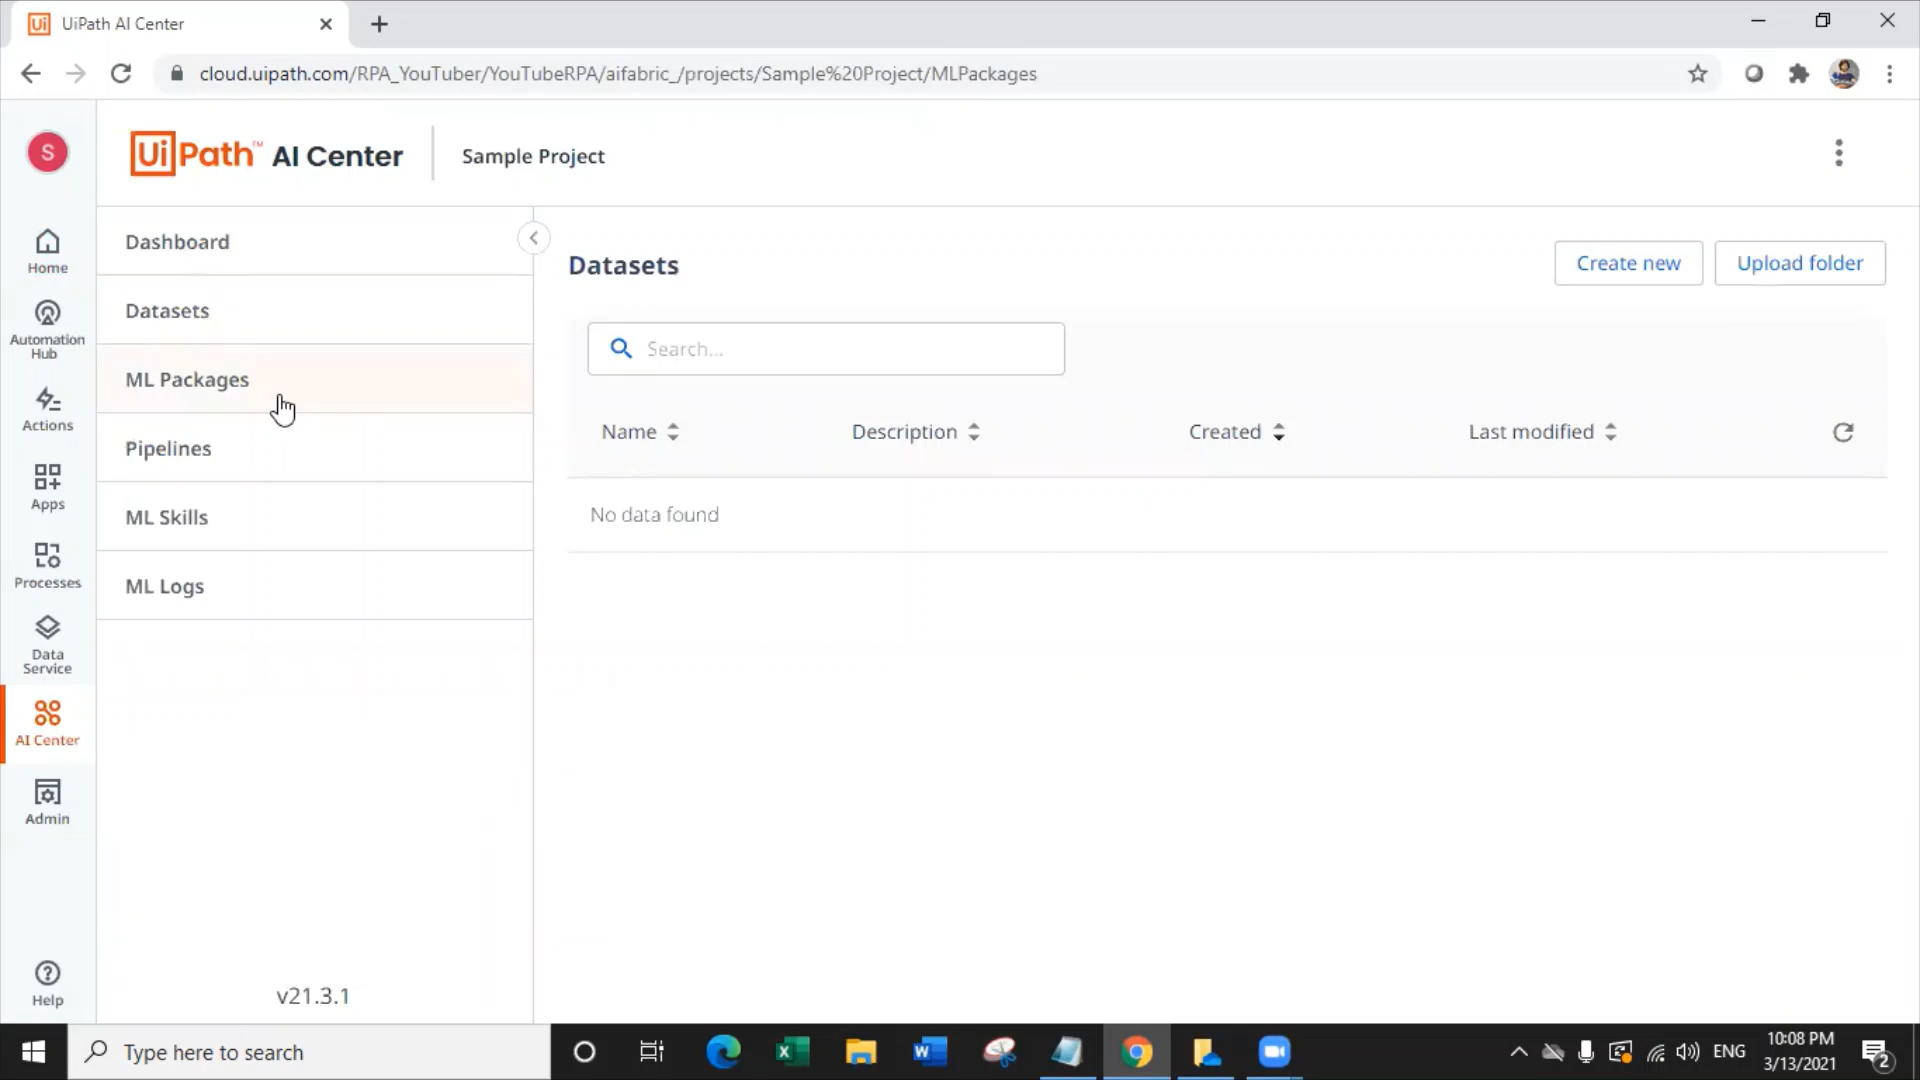 UiPath AI Center
cloud.uipath.com/RPA_YouTuber/YouTubeRPA/aifabric_/projects/Sample%20Project/MLPackages
S
UiPath™ AI Center
Sample Project
Home
Automation
Hub
Actions
Apps
Processes
Data
Service
AI Center
Admin
Help
Dashboard
Datasets
ML Packages
Pipelines
ML Skills
ML Logs
v21.3.1
Datasets
Create new
Upload folder
Search...
Name
Description
Created
Last modified
No data found
Type here to search
ENG
10:08 PM
3/13/2021
2